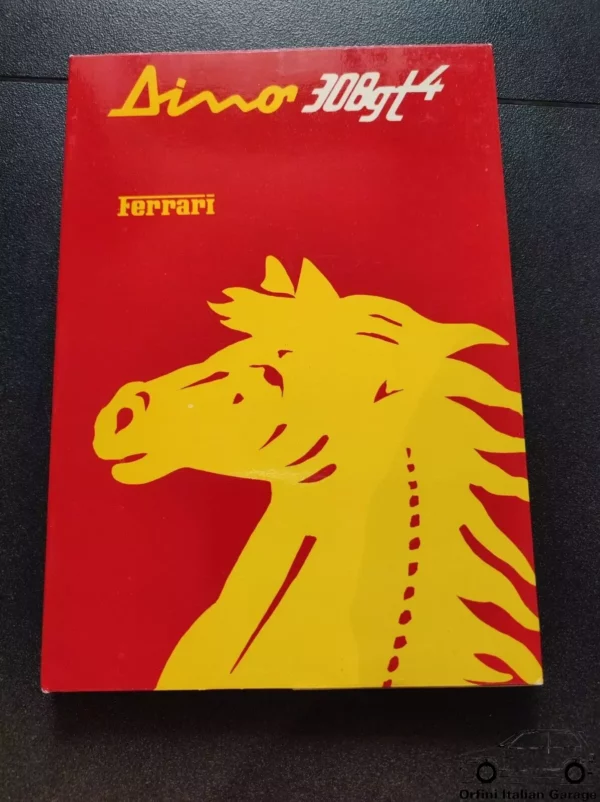 Dino 308gt4
Ferrari
Orfini Italian Garage